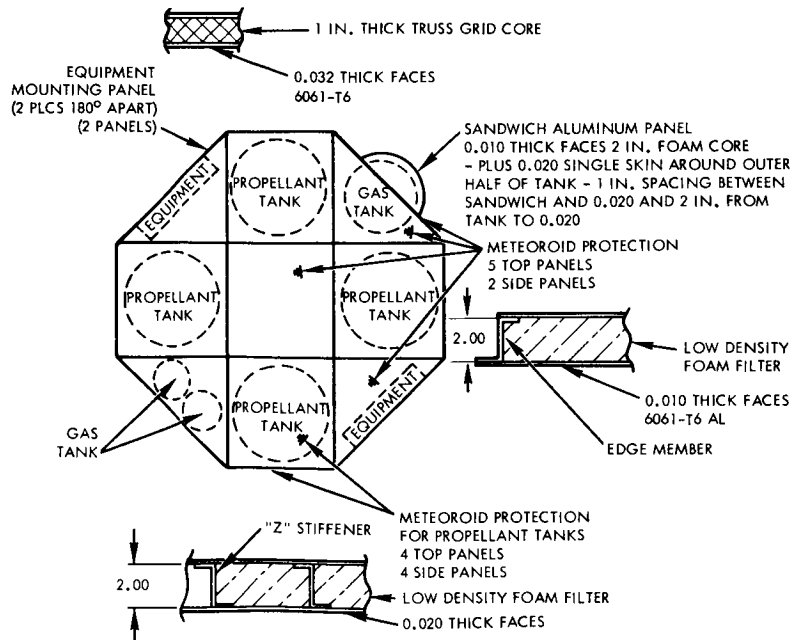 1 IN. THICK TRUSS GRID CORE
0.032 THICK FACES
6061-T6
EQUIPMENT
MOUNTING PANEL
(2 PLCS 180° APART)
(2 PANELS)
SANDWICH ALUMINUM PANEL
0.010 THICK FACES 2 IN. FOAM CORE
- PLUS 0.020 SINGLE SKIN AROUND OUTER
HALF OF TANK - 1 IN. SPACING BETWEEN
SANDWICH AND 0.020 AND 2 IN. FROM
TANK TO 0.020
EQUIPMENT
PROPELLANT
TANK
GAS
TANK
METEOROID PROTECTION
5 TOP PANELS
2 SIDE PANELS
PROPELLANT
TANK
PROPELLANT
TANK
2.00
LOW DENSITY
FOAM FILTER
0.010 THICK FACES
6061-T6 AL
EDGE MEMBER
GAS
TANK
PROPELLANT
TANK
EQUIPMENT
METEOROID PROTECTION
FOR PROPELLANT TANKS
4 TOP PANELS
4 SIDE PANELS
"Z" STIFFENER
2.00
LOW DENSITY FOAM FILTER
0.020 THICK FACES